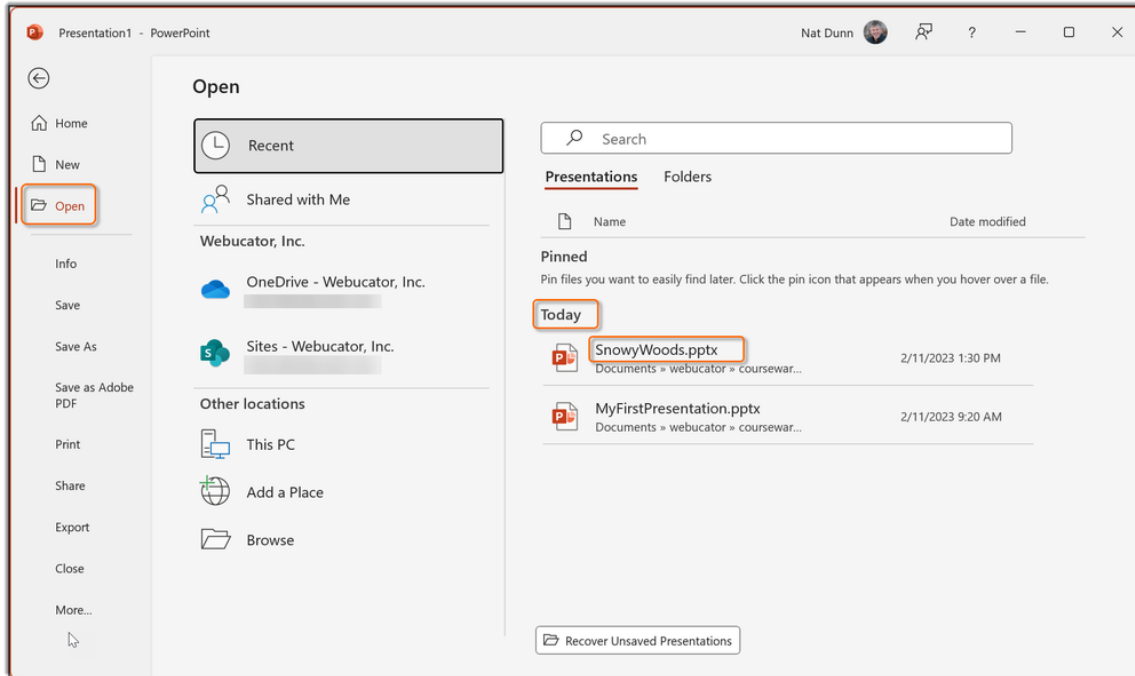 Presentation1 - PowerPoint
Nat Dunn
?
Open
Home
New
Open
Info
Save
Save As
Save as Adobe
PDF
Print
Share
Export
Close
More...
Recent
Shared with Me
Webucator, Inc.
OneDrive - Webucator, Inc.
Sites - Webucator, Inc.
Other locations
This PC
Add a Place
Browse
Search
Presentations Folders
Name Date modified
Pinned
Pin files you want to easily find later. Click the pin icon that appears when you hover over a file.
Today
SnowyWoods.pptx 2/11/2023 1:30 PM
Documents » webucator » coursewar...
MyFirstPresentation.pptx 2/11/2023 9:20 AM
Documents » webucator » coursewar...
Recover Unsaved Presentations